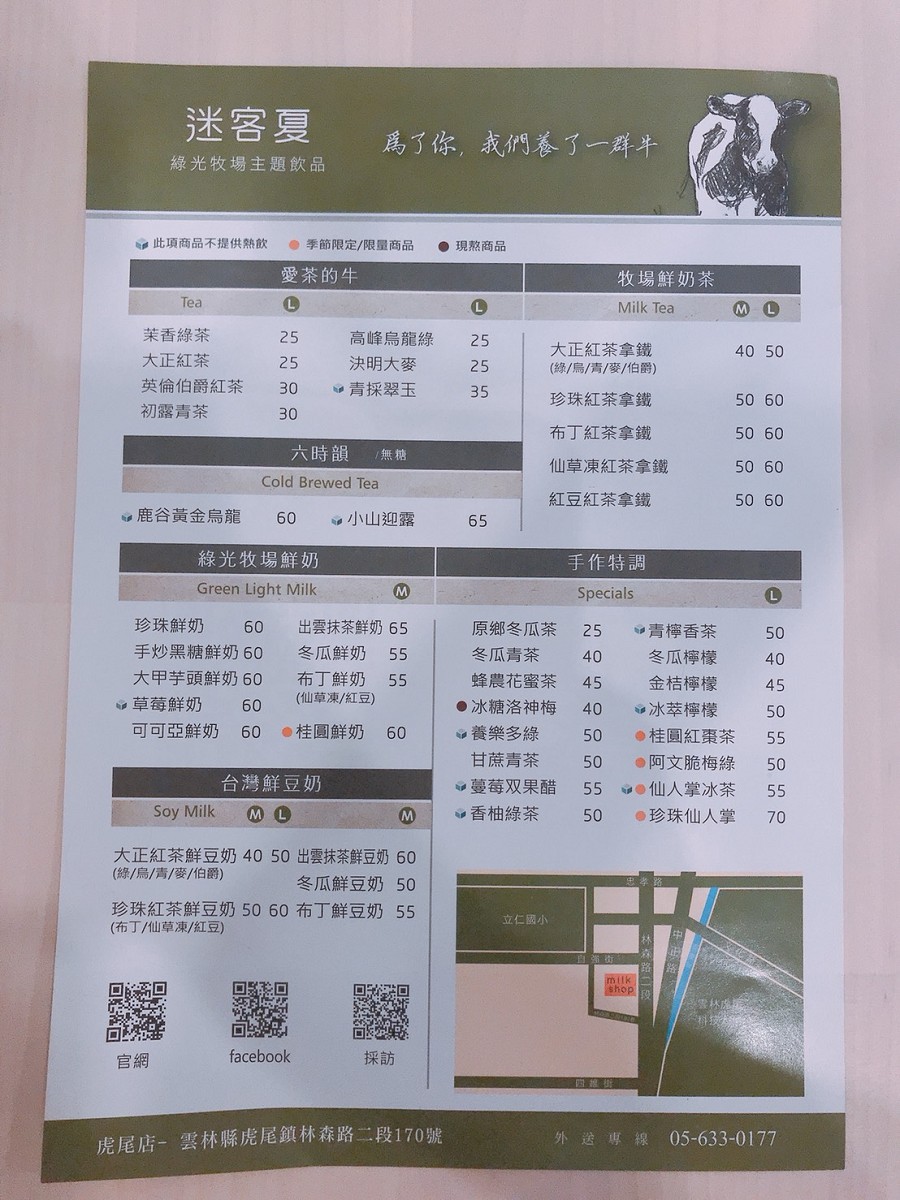 迷客夏
綠光牧場主題飲品
為了你, 我們養了一群牛
此項商品不提供熱飲 季節限定/限量商品 現熬商品
愛茶的牛
Tea L L
茉香綠茶 25 高峰烏龍綠 25
大正紅茶 25 決明大麥 25
英倫伯爵紅茶 30 青採翠玉 35
初露青茶 30
牧場鮮奶茶
Milk Tea M L
大正紅茶拿鐵 40 50
(綠/烏/青/麥/伯爵)
珍珠紅茶拿鐵 50 60
布丁紅茶拿鐵 50 60
仙草凍紅茶拿鐵 50 60
紅豆紅茶拿鐵 50 60
六時韻 /無糖
Cold Brewed Tea
鹿谷黃金烏龍 60 小山迎露 65
綠光牧場鮮奶
Green Light Milk M
珍珠鮮奶 60 出雲抹茶鮮奶 65
手炒黑糖鮮奶 60 冬瓜鮮奶 55
大甲芋頭鮮奶 60 布丁鮮奶 55
(仙草凍/紅豆)
草莓鮮奶 60
可可亞鮮奶 60 桂圓鮮奶 60
手作特調
Specials L
原鄉冬瓜茶 25 青檸香茶 50
冬瓜青茶 40 冬瓜檸檬 40
蜂農花蜜茶 45 金桔檸檬 45
冰糖洛神梅 40 冰萃檸檬 50
養樂多綠 50 桂圓紅棗茶 55
甘蔗青茶 50 阿文脆梅綠 50
蔓莓双果醋 55 仙人掌冰茶 55
香柚綠茶 50 珍珠仙人掌 70
台灣鮮豆奶
Soy Milk M L M
大正紅茶鮮豆奶 40 50 出雲抹茶鮮豆奶 60
(綠/烏/青/麥/伯爵)
冬瓜鮮豆奶 50
珍珠紅茶鮮豆奶 50 60 布丁鮮豆奶 55
(布丁/仙草凍/紅豆)
官網
facebook
採訪
忠孝路
立仁國小
林森路二段
自強街
milk
shop
四維街
虎尾店- 雲林縣虎尾鎮林森路二段170號
外送專線 05-633-0177